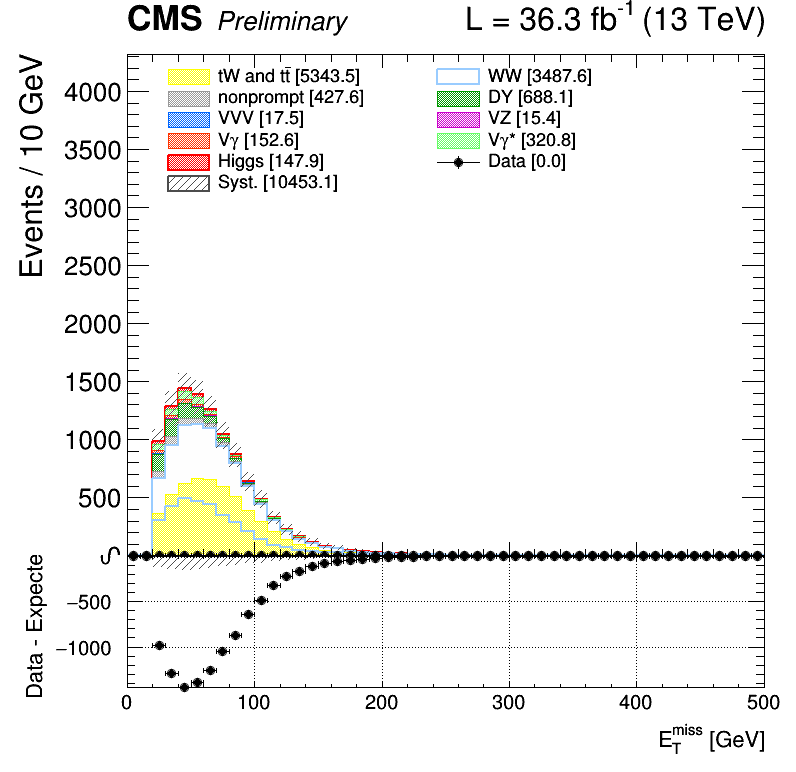 CMS Preliminary L = 36.3 fb⁻¹ (13 TeV)
Events / 10 GeV
4000
3500
3000
2500
2000
1500
1000
500
0
tW and tt̄ [5343.5]
nonprompt [427.6]
VVV [17.5]
Vγ [152.6]
Higgs [147.9]
Syst. [10453.1]
WW [3487.6]
DY [688.1]
VZ [15.4]
Vγ* [320.8]
Data [0.0]
Data - Expecte
−500
−1000
0 100 200 300 400 500
E_T^miss [GeV]